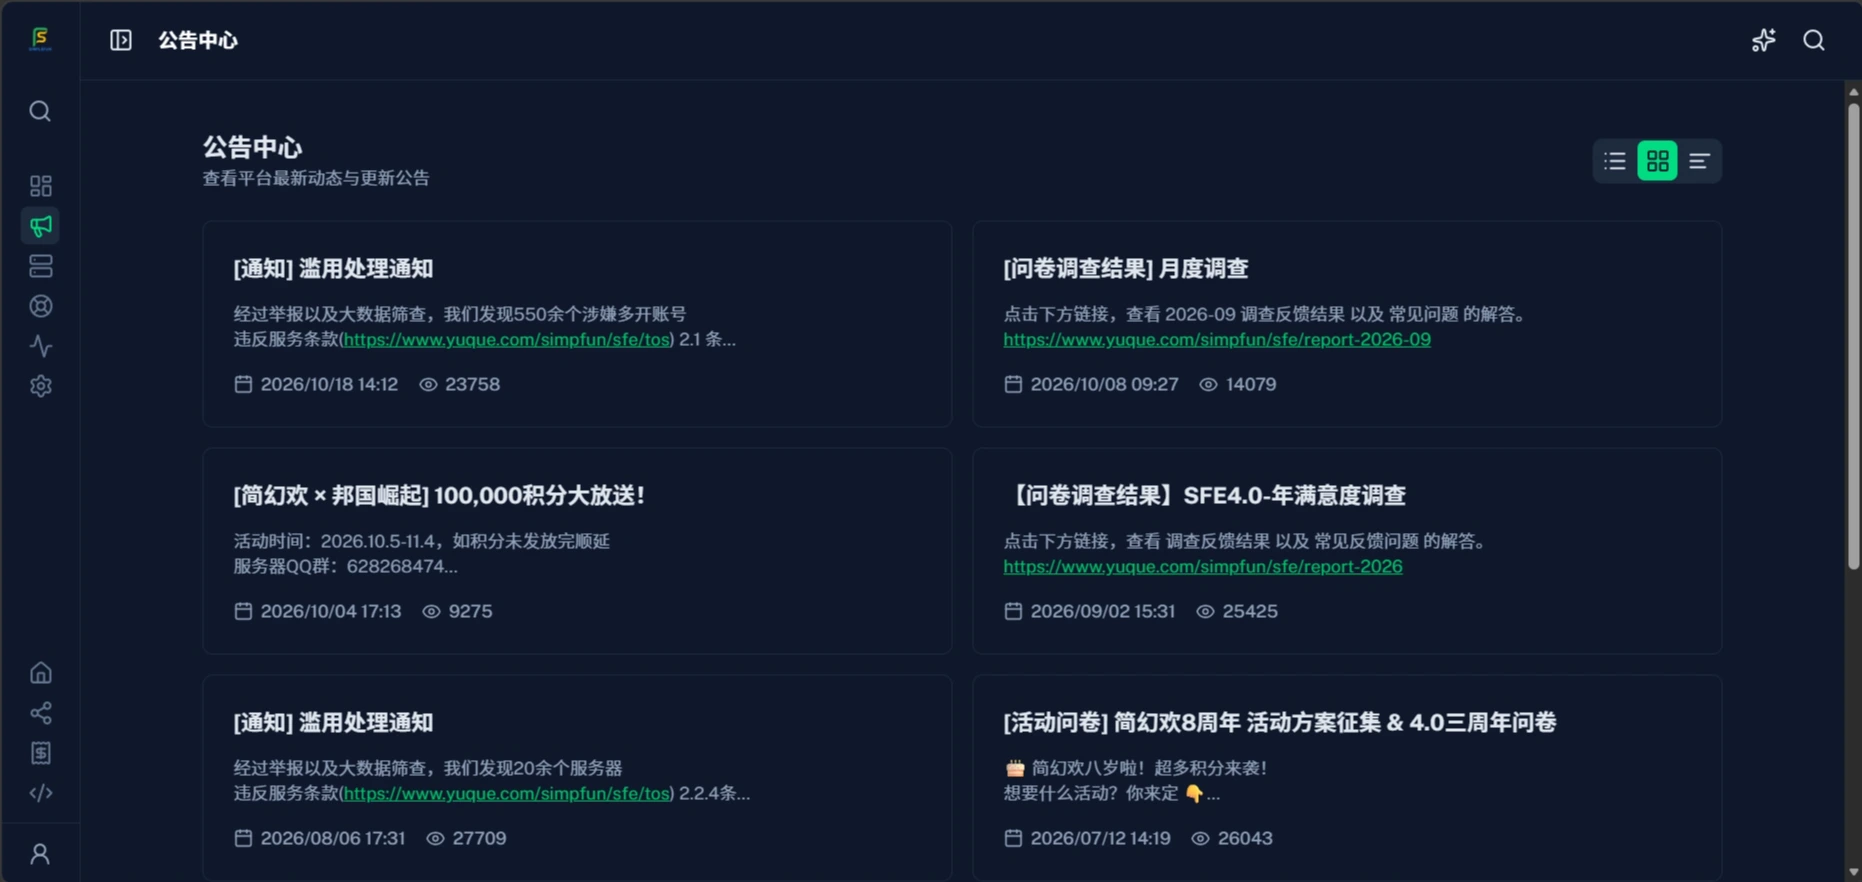 公告中心
公告中心
查看平台最新动态与更新公告
[通知] 滥用处理通知
经过举报以及大数据筛查，我们发现550余个涉嫌多开账号
违反服务条款(https://www.yuque.com/simpfun/sfe/tos) 2.1 条...
2026/10/18 14:12 23758
[问卷调查结果] 月度调查
点击下方链接，查看 2026-09 调查反馈结果 以及 常见问题 的解答。
https://www.yuque.com/simpfun/sfe/report-2026-09
2026/10/08 09:27 14079
[简幻欢 × 邦国崛起] 100,000积分大放送！
活动时间：2026.10.5-11.4，如积分未发放完顺延
服务器QQ群：628268474...
2026/10/04 17:13 9275
【问卷调查结果】SFE4.0-年满意度调查
点击下方链接，查看 调查反馈结果 以及 常见反馈问题 的解答。
https://www.yuque.com/simpfun/sfe/report-2026
2026/09/02 15:31 25425
[通知] 滥用处理通知
经过举报以及大数据筛查，我们发现20余个服务器
违反服务条款(https://www.yuque.com/simpfun/sfe/tos) 2.2.4条...
2026/08/06 17:31 27709
[活动问卷] 简幻欢8周年 活动方案征集 & 4.0三周年问卷
🎂 简幻欢八岁啦！超多积分来袭！
想要什么活动？你来定 👇...
2026/07/12 14:19 26043